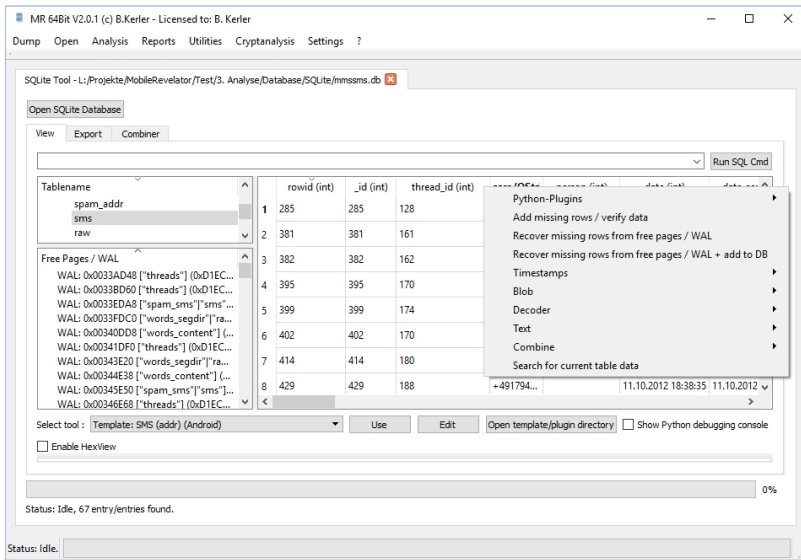 MR 64Bit V2.0.1 (c) B.Kerler - Licensed to: B. Kerler
Dump Open Analysis Reports Utilities Cryptanalysis Settings ?
SQLite Tool - L:/Projekte/MobileRevelator/Test/3. Analyse/Database/SQLite/mmssms.db
Open SQLite Database
View Export Combiner
Run SQL Cmd
Tablename
spam_addr
sms
raw
Free Pages / WAL
WAL: 0x0033AD48 ["threads"] (0xD1EC...
WAL: 0x0033BD60 ["threads"] (0xD1EC...
WAL: 0x0033EDA8 ["spam_sms"|"sms"...
WAL: 0x0033FDC0 ["words_segdir"|"ra...
WAL: 0x00340DD8 ["words_content"] (...
WAL: 0x00341DF0 ["threads"] (0xD1EC...
WAL: 0x00343E20 ["words_segdir"|"ra...
WAL: 0x00344E38 ["words_content"] (...
WAL: 0x00345E50 ["spam_sms"|"sms"]...
WAL: 0x00346E68 ["threads"] (0xD1EC...
rowid (int) _id (int) thread_id (int)
1 285 285 128
2 381 381 161
3 382 382 162
4 395 395 170
5 399 399 174
6 402 402 170
7 414 414 180
8 429 429 188 +491794... 11.10.2012 18:38:35 11.10.2012
Python-Plugins
Add missing rows / verify data
Recover missing rows from free pages / WAL
Recover missing rows from free pages / WAL + add to DB
Timestamps
Blob
Decoder
Text
Combine
Search for current table data
Select tool : Template: SMS (addr) (Android) Use Edit Open template/plugin directory Show Python debugging console
Enable HexView
0%
Status: Idle, 67 entry/entries found.
Status: Idle.